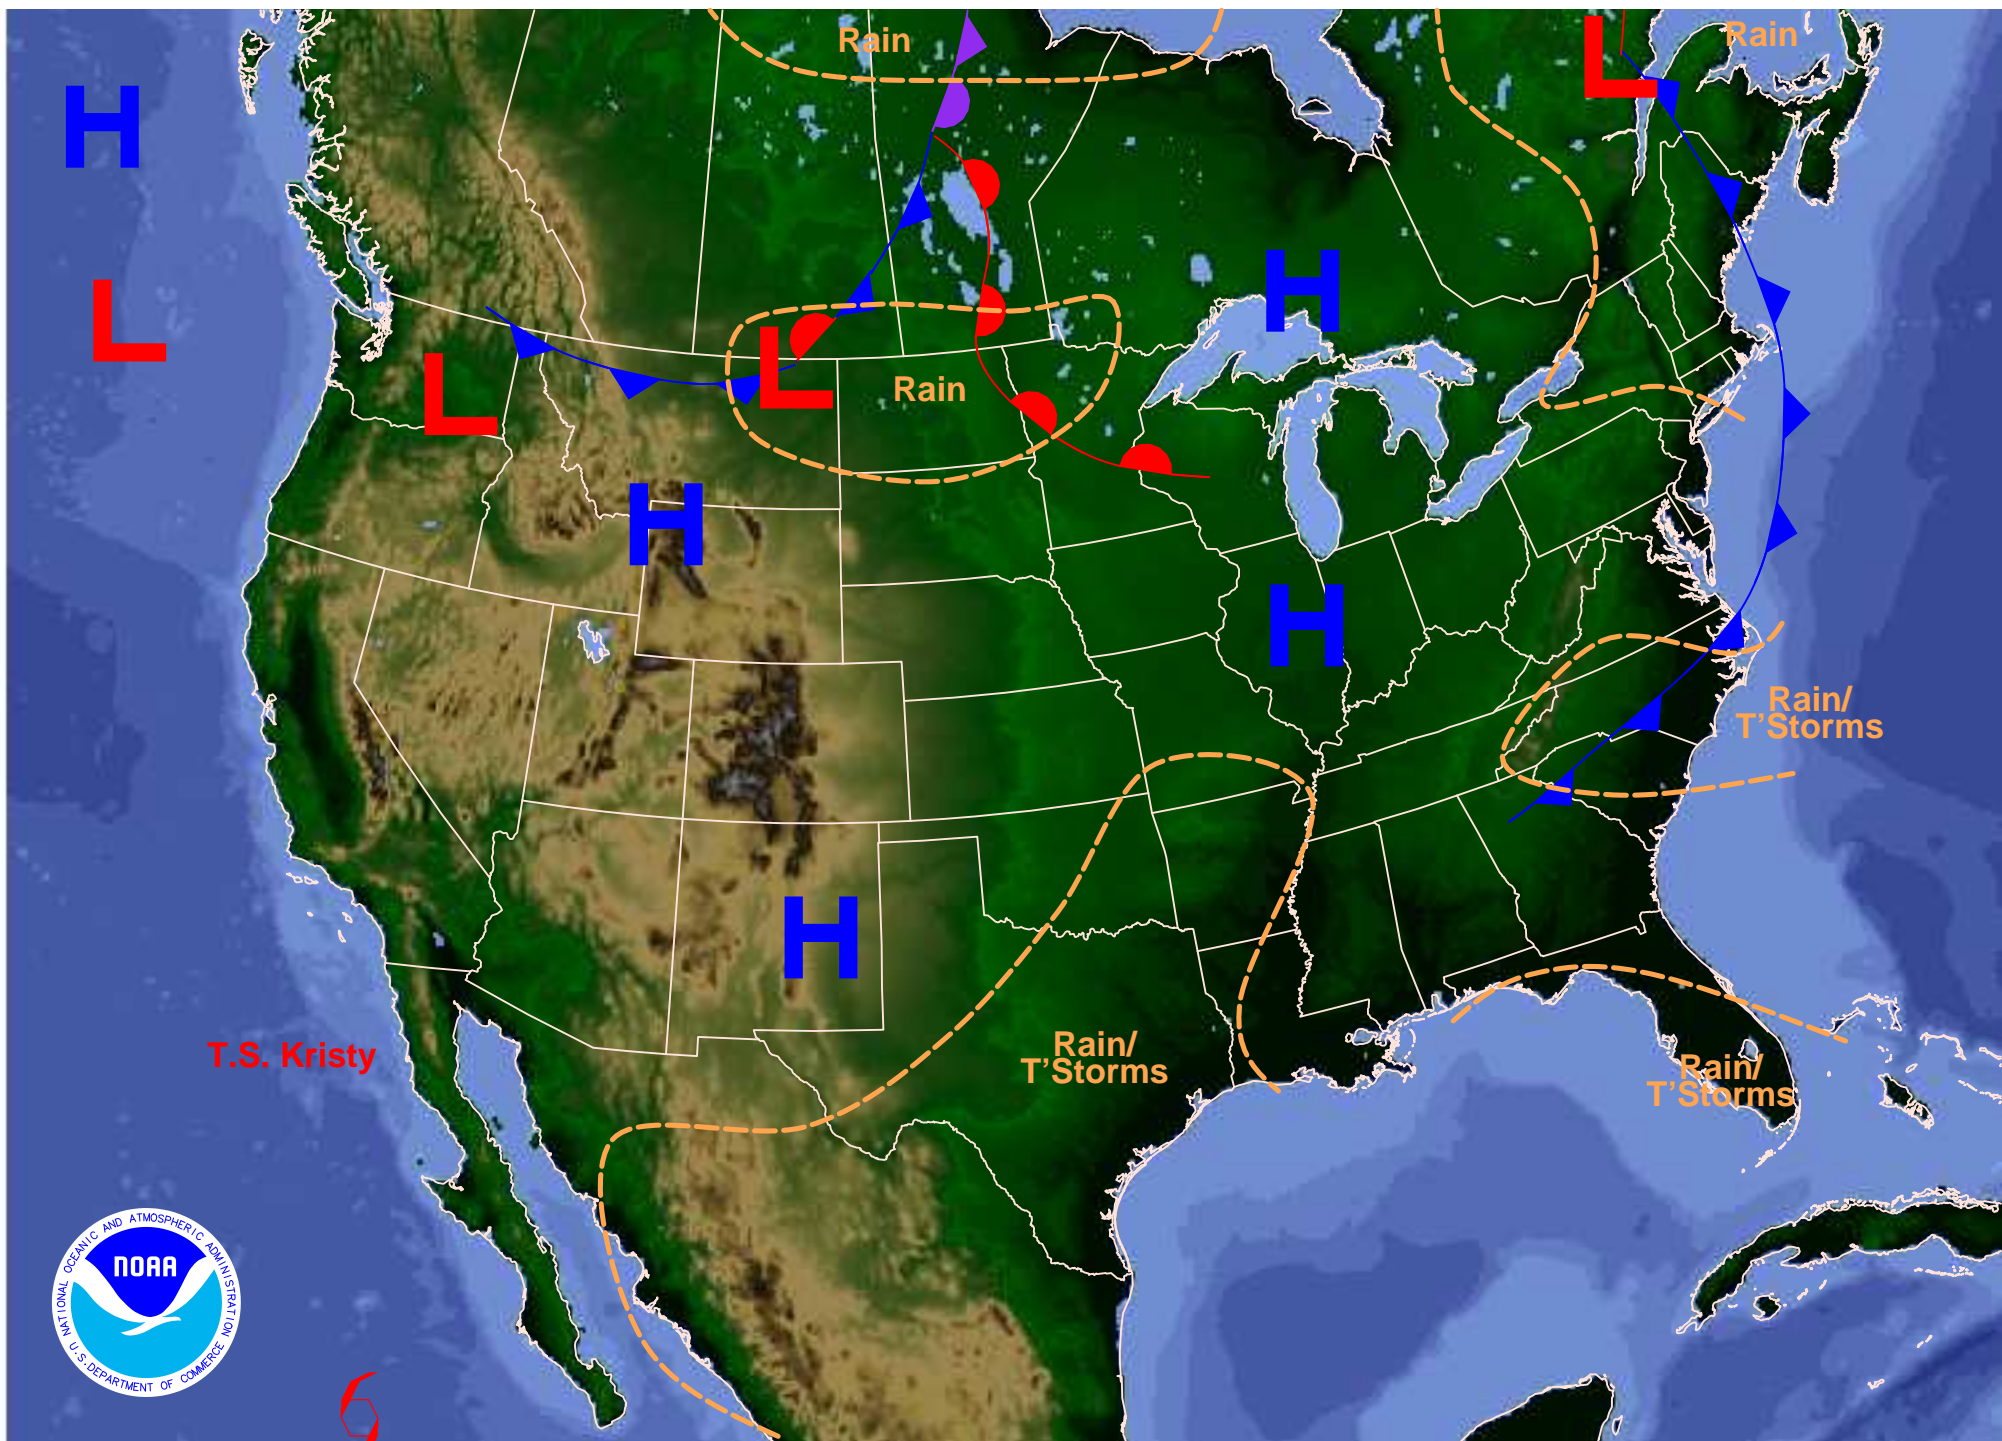 Rain
Rain
H
L
L
L
L
Rain
H
H
H
H
Rain/
T'Storms
T.S. Kristy
Rain/
T'Storms
Rain/
T'Storms
NATIONAL OCEANIC AND ATMOSPHERIC ADMINISTRATION
NOAA
U.S. DEPARTMENT OF COMMERCE